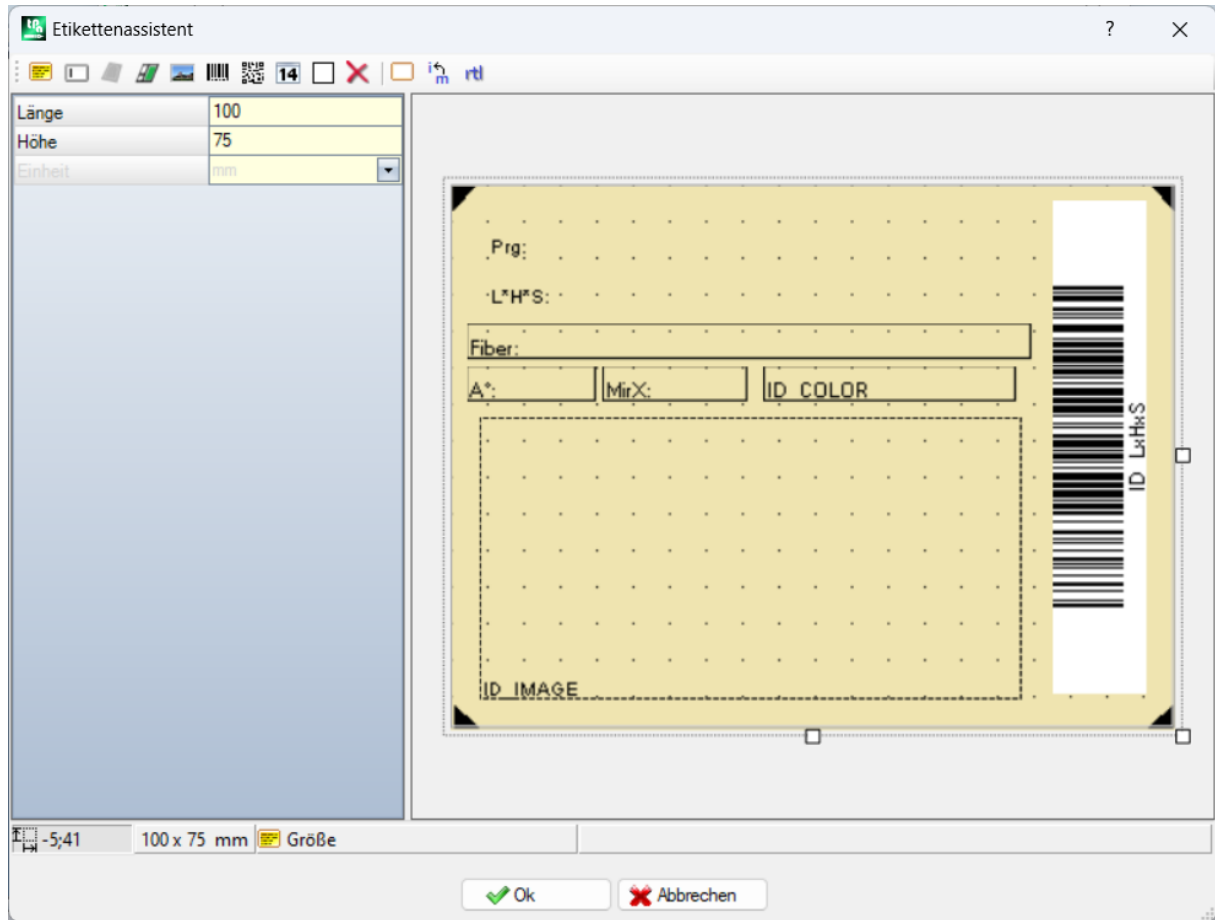 Etikettenassistent
?
14
i m
rtl
Länge 100
Höhe 75
Einheit mm
Prg:
L*H*S:
Fiber:
A°: MirX: ID_COLOR
ID_LxHxS
ID_IMAGE
-5;41 100 x 75 mm Größe
Ok Abbrechen